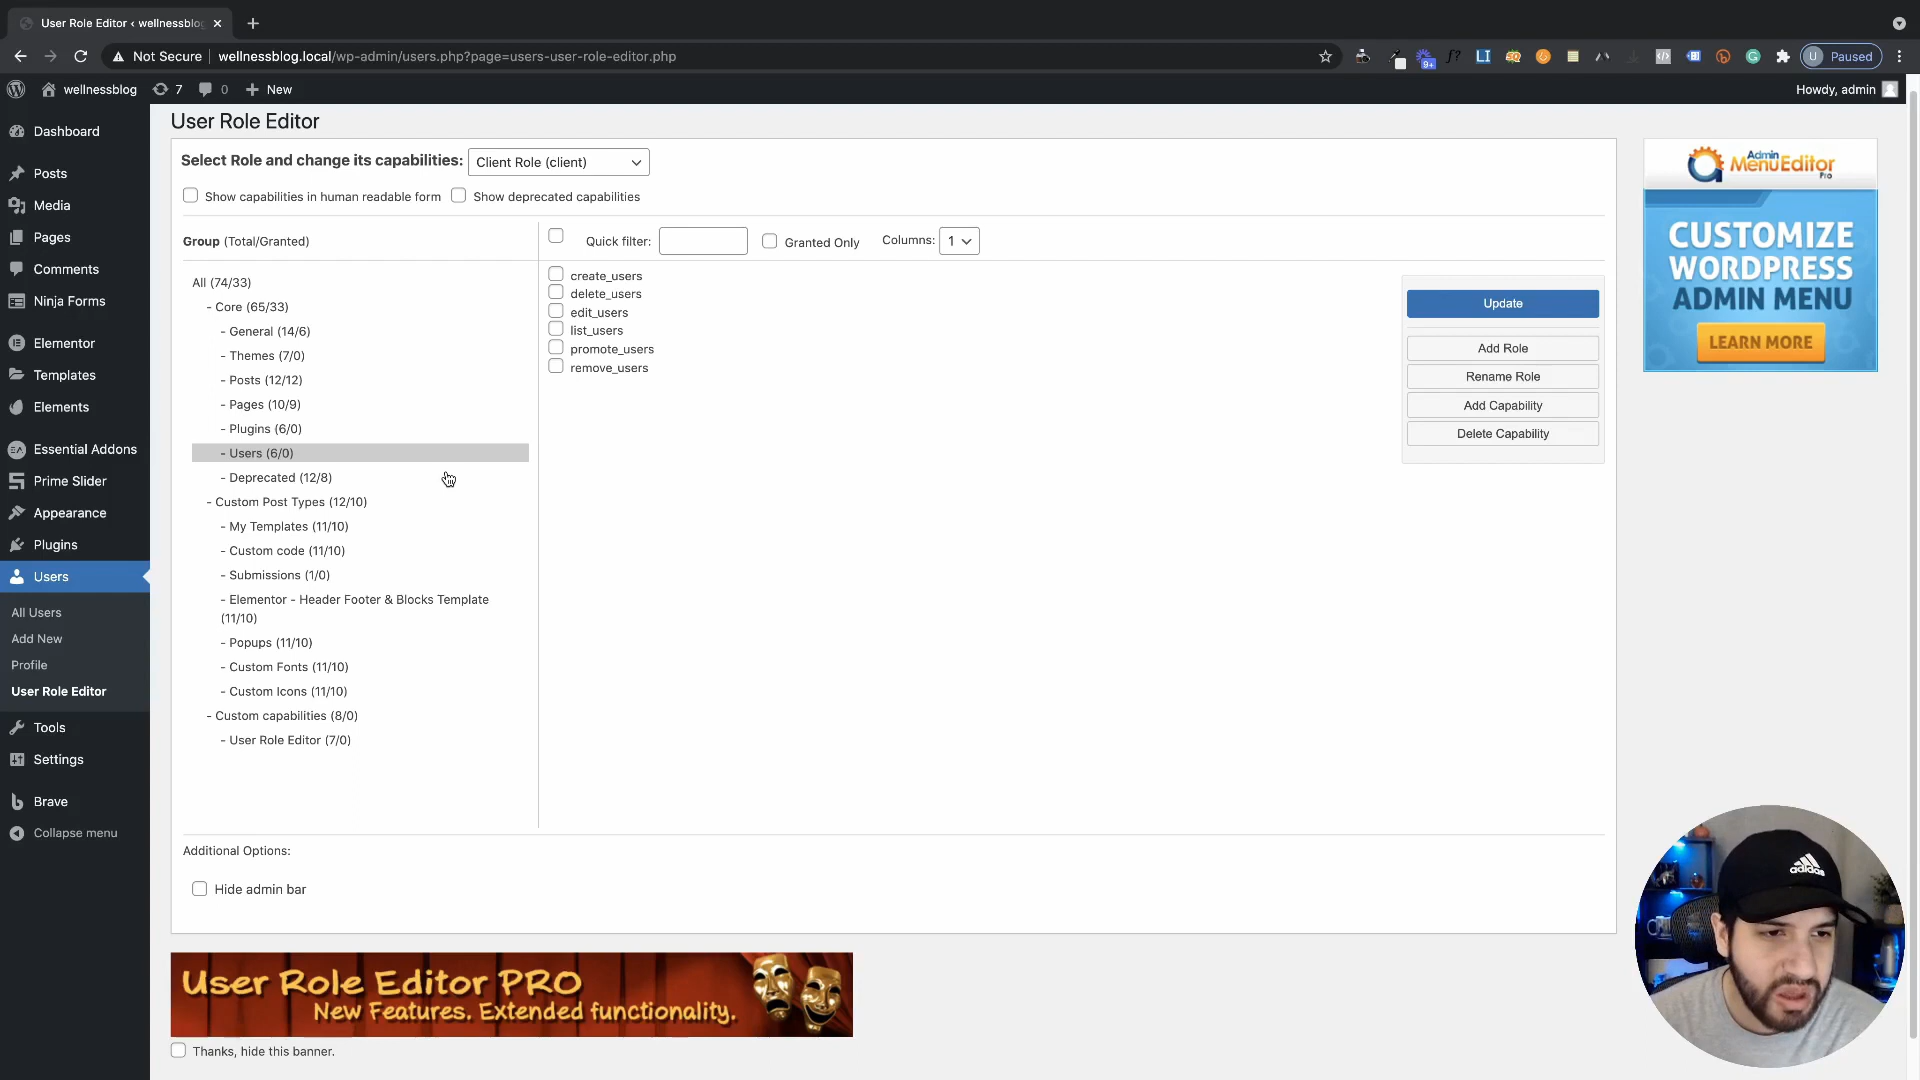 User Role Editor ‹ wellnessblog
Not Secure
wellnessblog.local/wp-admin/users.php?page=users-user-role-editor.php
9+
f?
LI
G
U Paused
wellnessblog 7 0 + New
Howdy, admin
Dashboard
Posts
Media
Pages
Comments
Ninja Forms
Elementor
Templates
Elements
Essential Addons
Prime Slider
Appearance
Plugins
Users
All Users
Add New
Profile
User Role Editor
Tools
Settings
Brave
Collapse menu
User Role Editor
Select Role and change its capabilities: Client Role (client)
Show capabilities in human readable form Show deprecated capabilities
Group (Total/Granted)
Quick filter: Granted Only Columns: 1
All (74/33)
- Core (65/33)
- General (14/6)
- Themes (7/0)
- Posts (12/12)
- Pages (10/9)
- Plugins (6/0)
- Users (6/0)
- Deprecated (12/8)
- Custom Post Types (12/10)
- My Templates (11/10)
- Custom code (11/10)
- Submissions (1/0)
- Elementor - Header Footer & Blocks Template
(11/10)
- Popups (11/10)
- Custom Fonts (11/10)
- Custom Icons (11/10)
- Custom capabilities (8/0)
- User Role Editor (7/0)
create_users
delete_users
edit_users
list_users
promote_users
remove_users
Update
Add Role
Rename Role
Add Capability
Delete Capability
Additional Options:
Hide admin bar
User Role Editor PRO
New Features. Extended functionality.
Thanks, hide this banner.
Admin
MenuEditor
Pro
CUSTOMIZE
WORDPRESS
ADMIN MENU
LEARN MORE
adidas